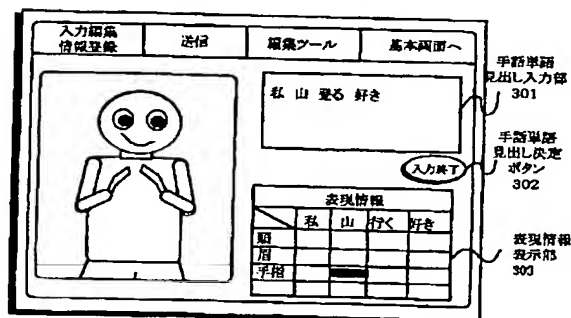 入力編集
情報登録
送信
編集ツール
基本画面へ
私 山 登る 好き
入力終了
表現情報
私 山 行く 好き
頭
眉
手指
手話単語
見出し入力部
301
手話単語
見出し決定
ボタン
302
表現情報
表示部
303